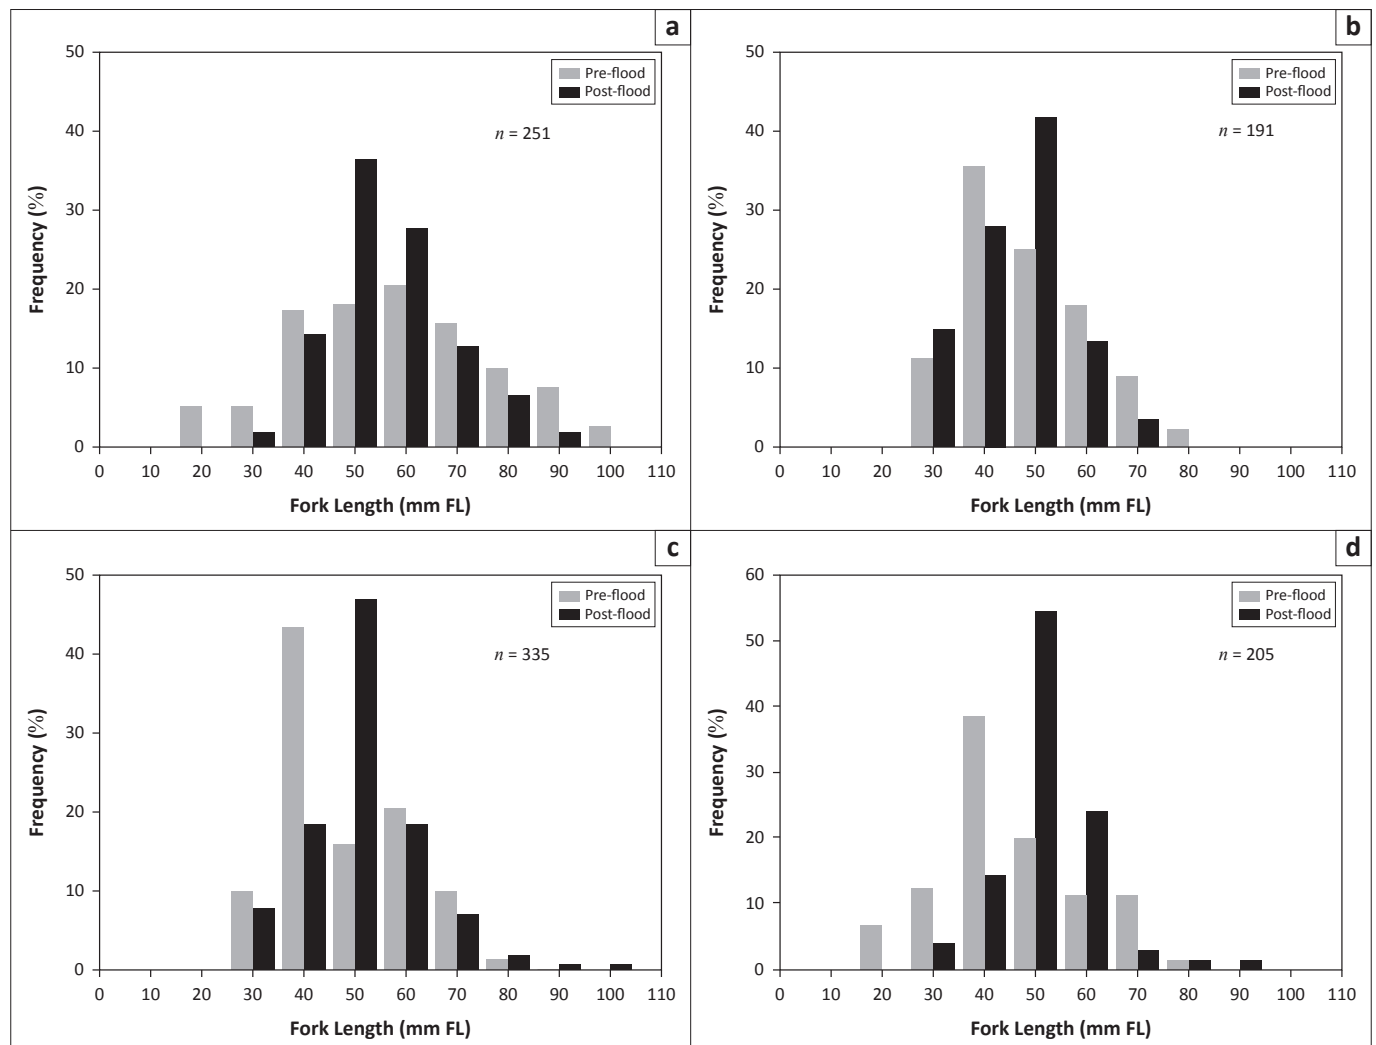 a
50
40
30
20
10
0
Frequency (%)
Pre-flood
Post-flood
n = 251
0 10 20 30 40 50 60 70 80 90 100 110
Fork Length (mm FL)
b
50
40
30
20
10
0
Frequency (%)
Pre-flood
Post-flood
n = 191
0 10 20 30 40 50 60 70 80 90 100 110
Fork Length (mm FL)
c
50
40
30
20
10
0
Frequency (%)
Pre-flood
Post-flood
n = 335
0 10 20 30 40 50 60 70 80 90 100 110
Fork Length (mm FL)
d
60
50
40
30
20
10
0
Frequency (%)
Pre-flood
Post-flood
n = 205
0 10 20 30 40 50 60 70 80 90 100 110
Fork Length (mm FL)